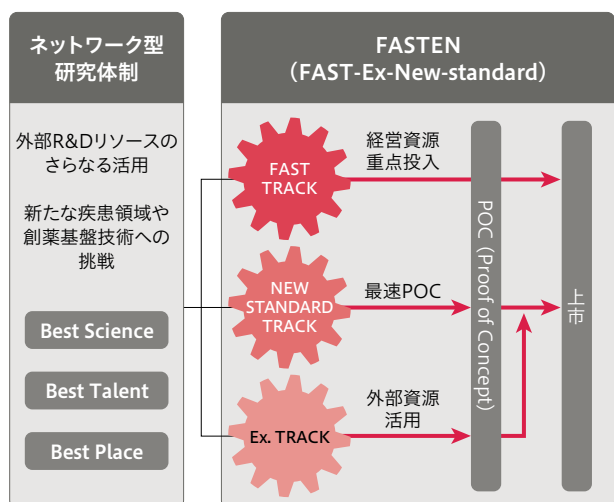 ネットワーク型
研究体制
外部R&Dリソースの
さらなる活用
新たな疾患領域や
創薬基盤技術への
挑戦
Best Science
Best Talent
Best Place
FASTEN
（FAST-Ex-New-standard）
FAST
TRACK
経営資源
重点投入
NEW
STANDARD
TRACK
最速POC
Ex. TRACK
外部資源
活用
POC (Proof of Concept)
上市